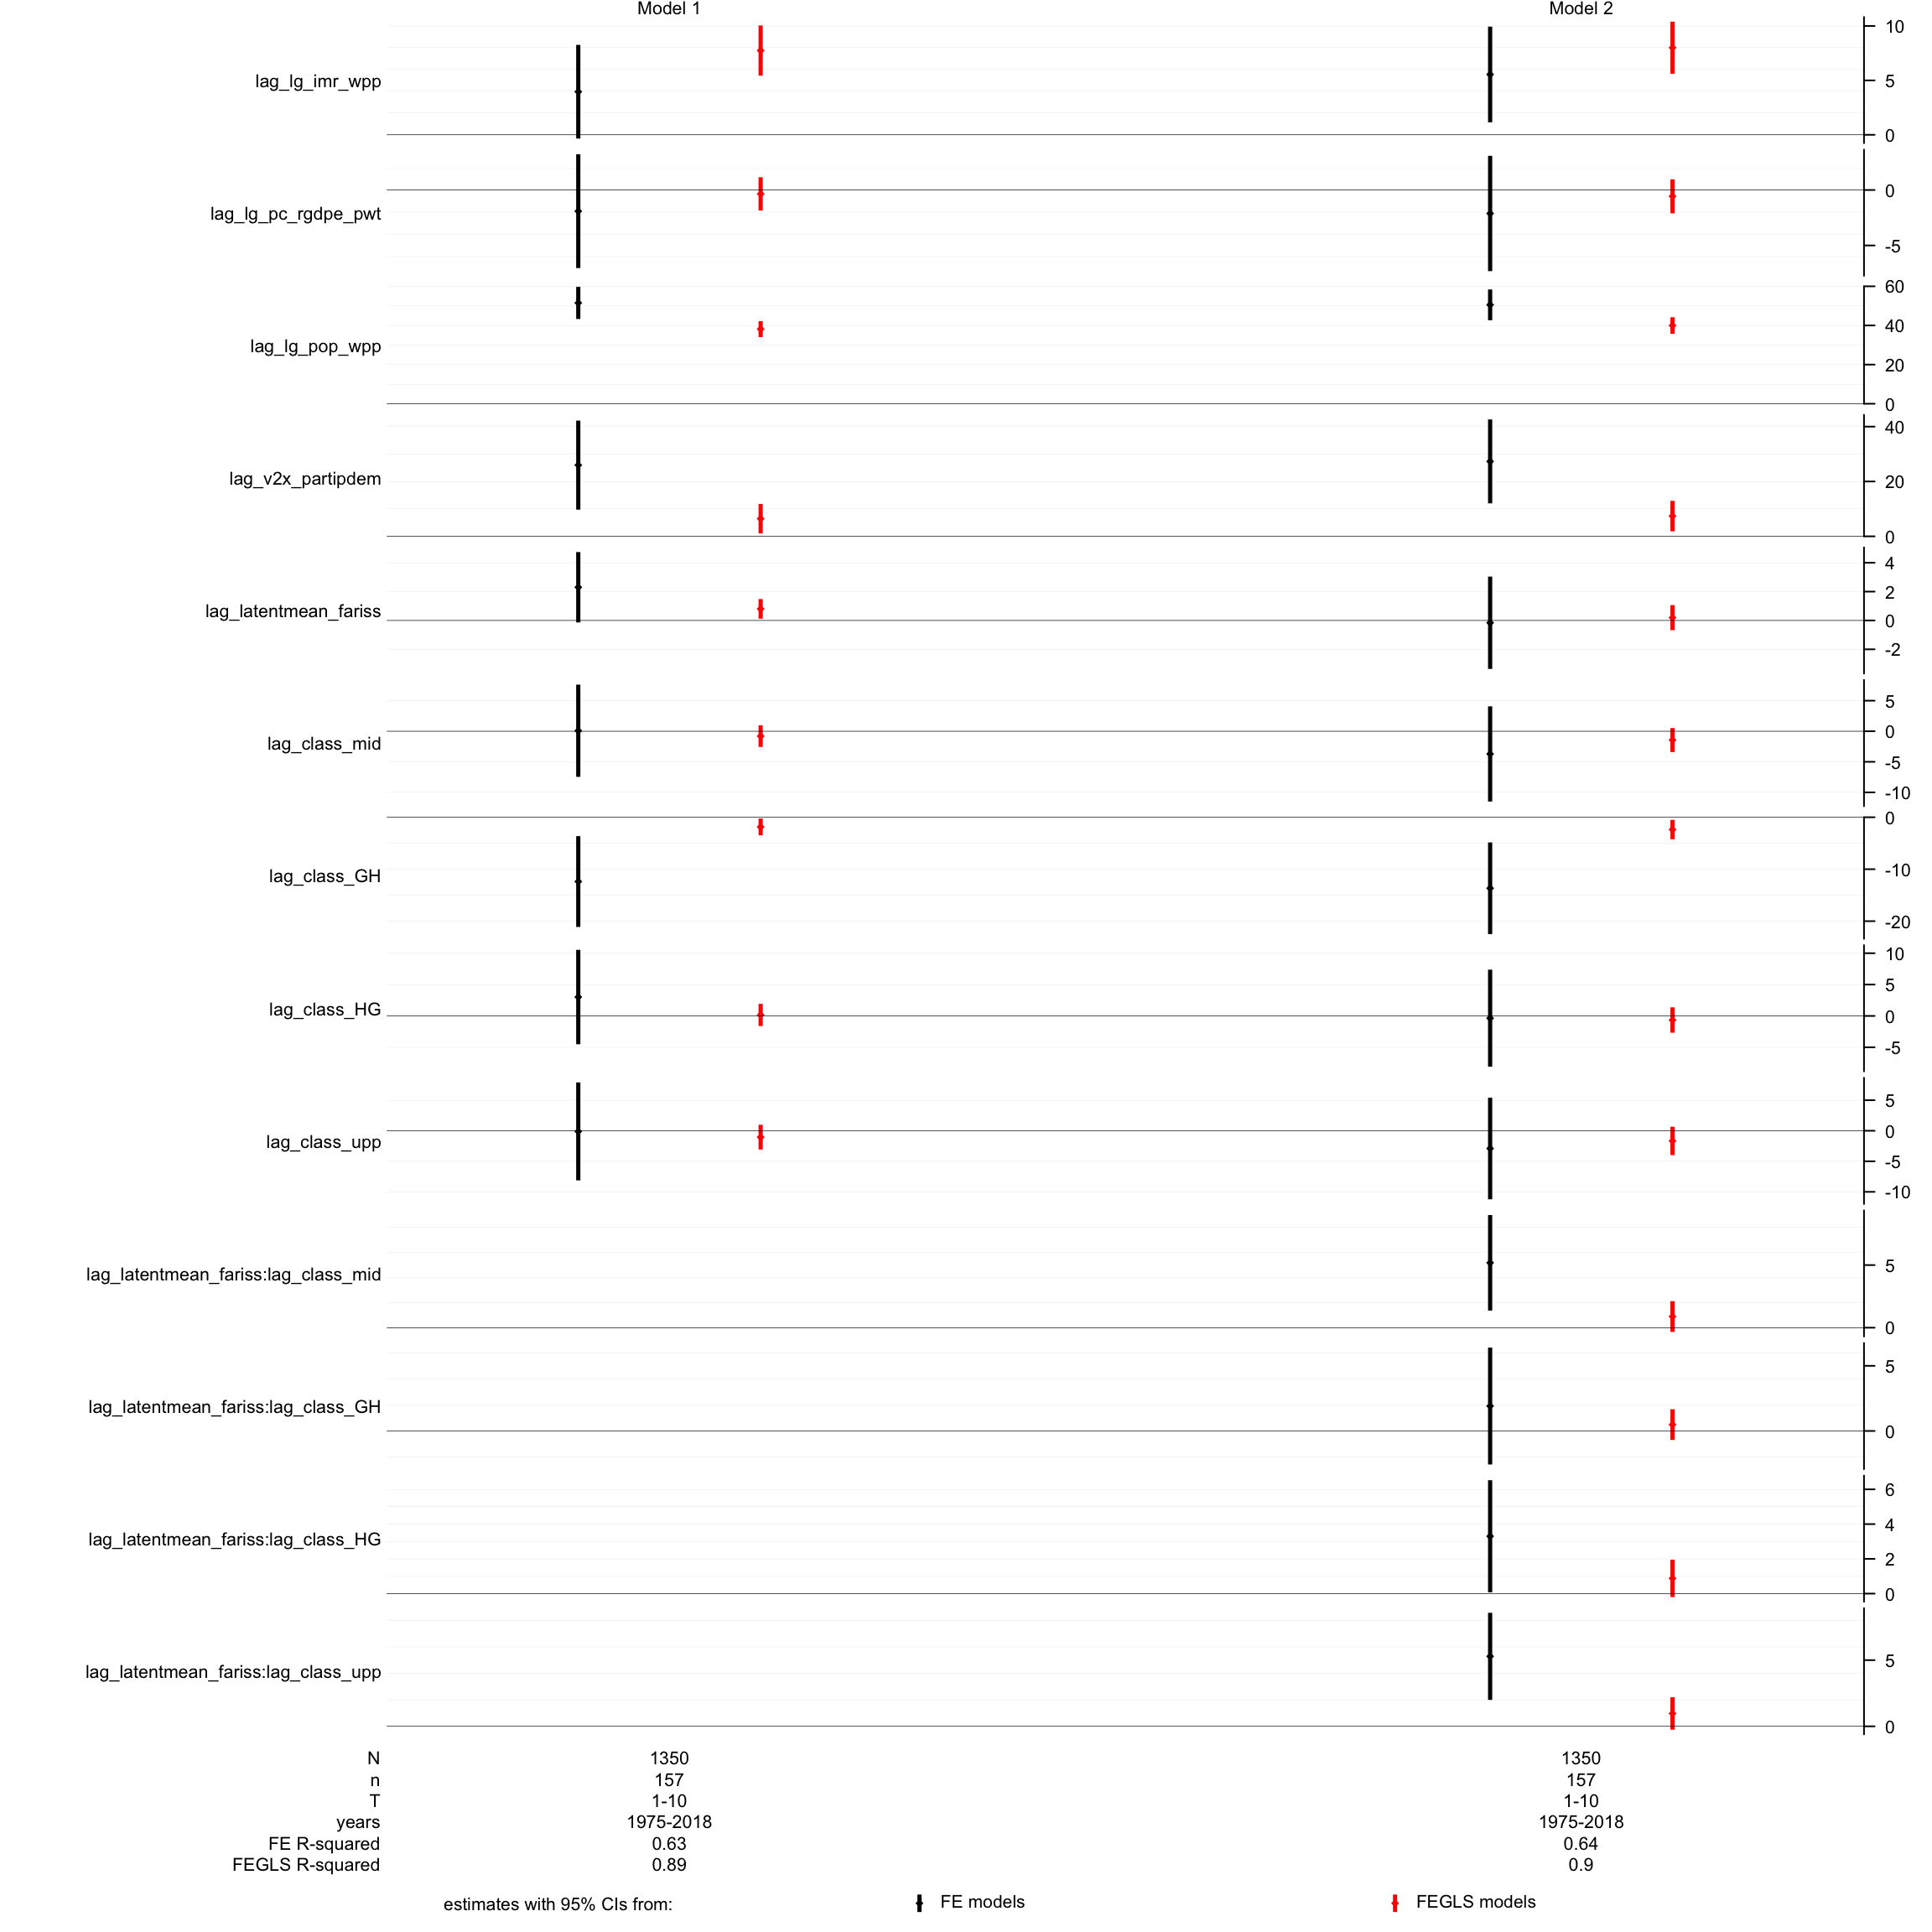 Model 1 Model 2
lag_lg_imr_wpp 10
5
0
lag_lg_pc_rgdpe_pwt 0
-5
lag_lg_pop_wpp 60
40
20
0
lag_v2x_partipdem 40
20
0
lag_latentmean_fariss 4
2
0
-2
lag_class_mid 5
0
-5
-10
lag_class_GH 0
-10
-20
lag_class_HG 10
5
0
-5
lag_class_upp 5
0
-5
-10
lag_latentmean_fariss:lag_class_mid 5
0
lag_latentmean_fariss:lag_class_GH 5
0
lag_latentmean_fariss:lag_class_HG 6
4
2
0
lag_latentmean_fariss:lag_class_upp 5
0
N 1350 1350
n 157 157
T 1-10 1-10
years 1975-2018 1975-2018
FE R-squared 0.63 0.64
FEGLS R-squared 0.89 0.9
estimates with 95% CIs from: FE models FEGLS models